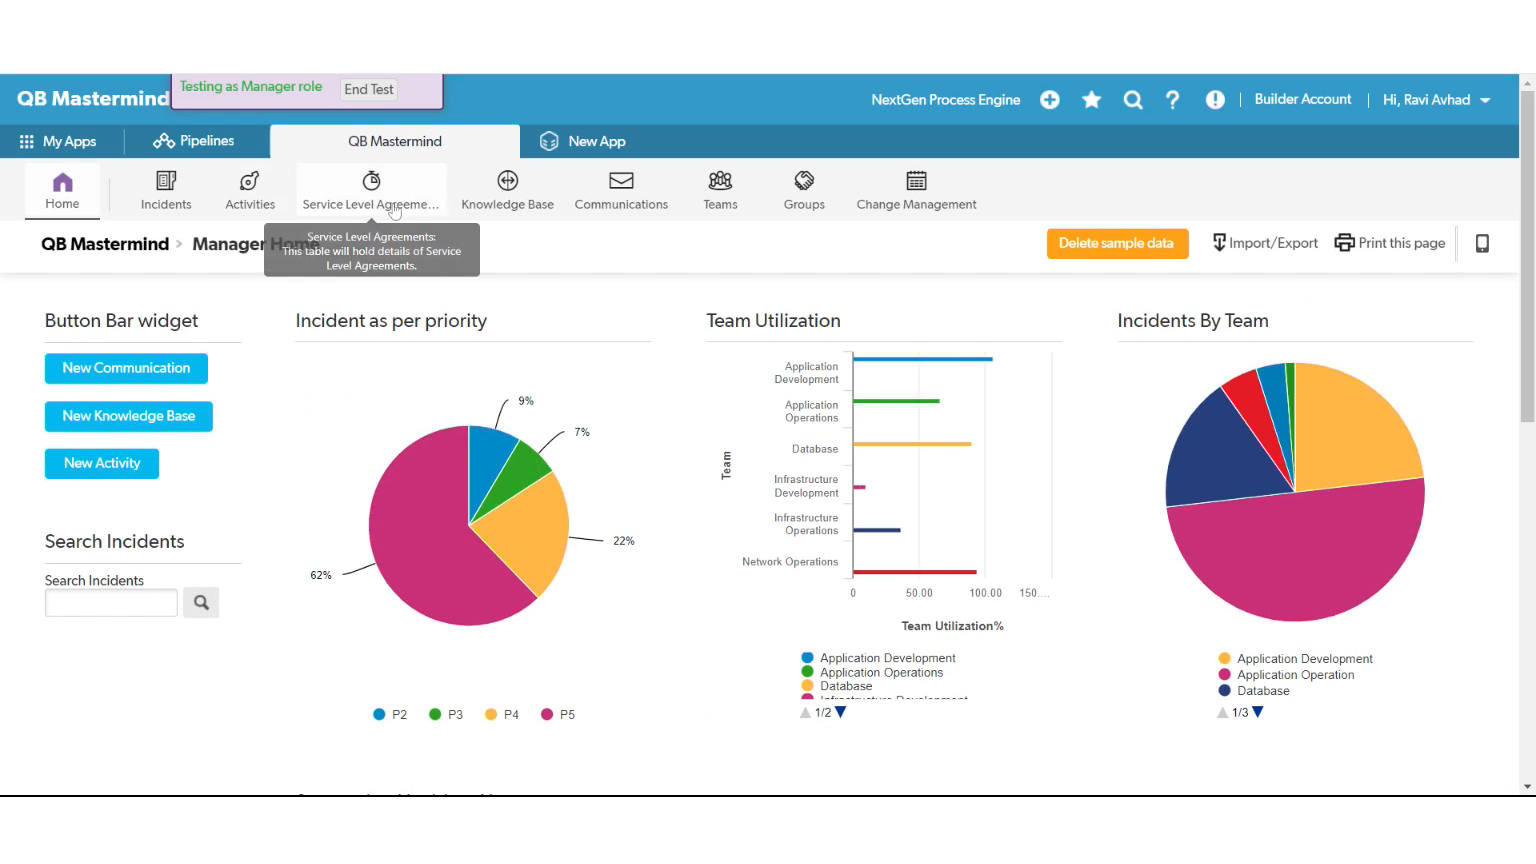 QB Mastermind
Testing as Manager role
End Test
NextGen Process Engine
Builder Account
Hi, Ravi Avhad
My Apps
Pipelines
QB Mastermind
New App
Home
Incidents
Activities
Service Level Agreeme...
Knowledge Base
Communications
Teams
Groups
Change Management
QB Mastermind > Manager Home
Service Level Agreements:
This table will hold details of Service
Level Agreements.
Delete sample data
Import/Export
Print this page
Button Bar widget
New Communication
New Knowledge Base
New Activity
Search Incidents
Search Incidents
Incident as per priority
9%
7%
22%
62%
P2 P3 P4 P5
Team Utilization
Team
Application
Development
Application
Operations
Database
Infrastructure
Development
Infrastructure
Operations
Network Operations
0 50.00 100.00 150....
Team Utilization%
Application Development
Application Operations
Database
Infrastructure Development
1/2
Incidents By Team
Application Development
Application Operation
Database
1/3